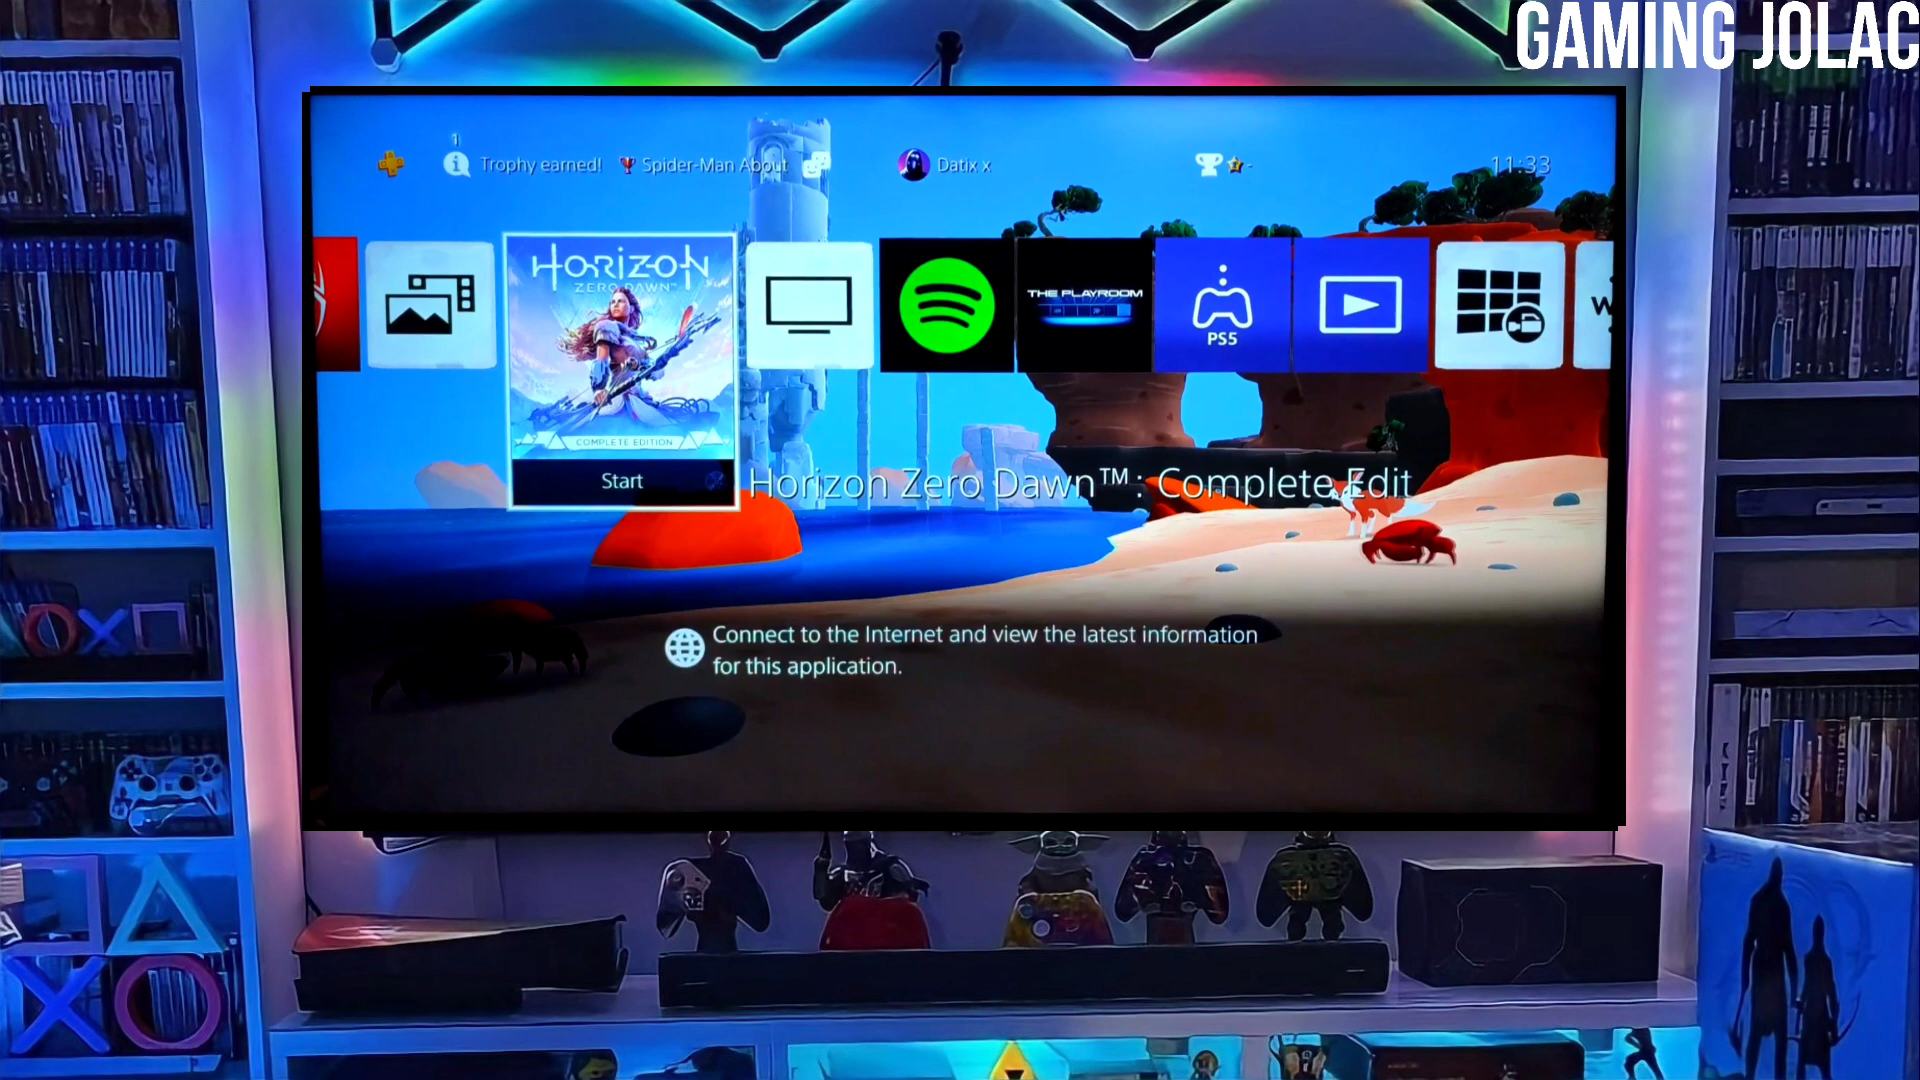 GAMING JOLAC
1
Trophy earned! Spider-Man About
Datix x
-
11:33
HORIZON
ZERO DAWN™
COMPLETE EDITION
Start
THE PLAYROOM
PS5
W
Horizon Zero Dawn™: Complete Edit
Connect to the Internet and view the latest information
for this application.